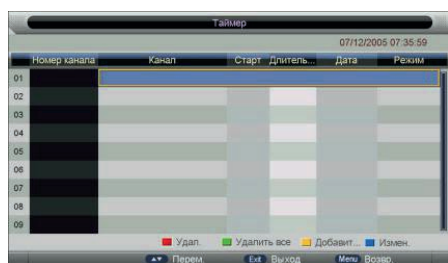 Таймер
07/12/2005 07:35:59
Номер канала Канал Старт Длитель... Дата Режим
01
02
03
04
05
06
07
08
09
Удал. Удалить все Добавит... Измен.
Перем. Exit Выход Menu Возвр.